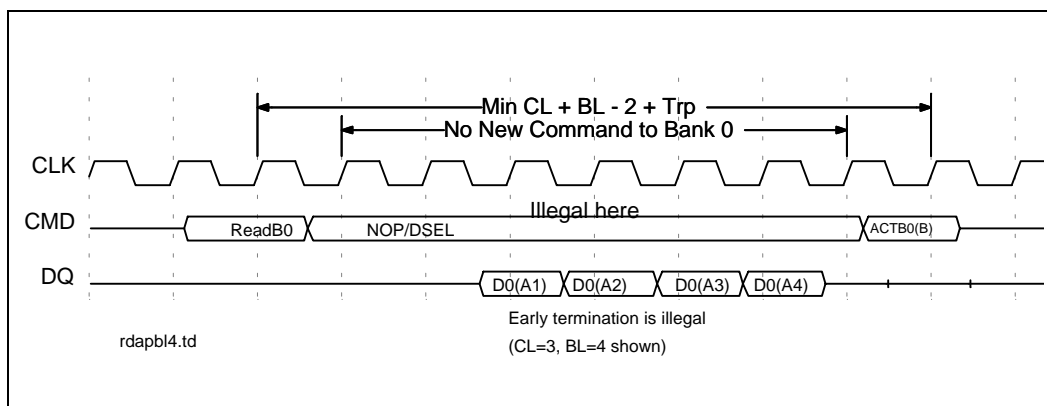 Min CL + BL - 2 + Trp
No New Command to Bank 0
CLK
Illegal here
CMD
ReadB0
NOP/DSEL
ACTB0(B)
DQ
D0(A1)
D0(A2)
D0(A3)
D0(A4)
Early termination is illegal
rdapbl4.td
(CL=3, BL=4 shown)